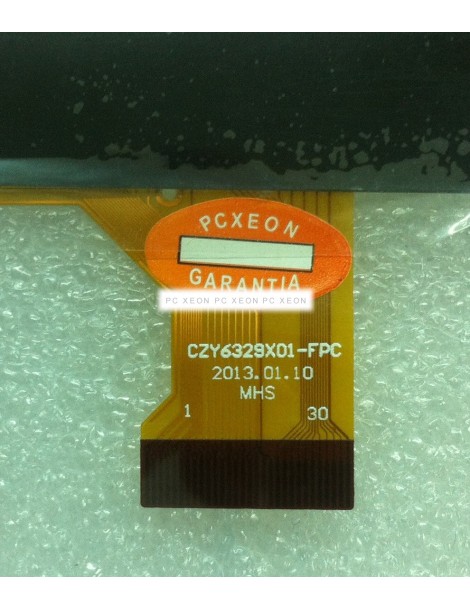 PCXEON
GARANTIA
PC XEON PC XEON PC XEON
CZY6329X01-FPC
2013.01.10
MHS
1 30